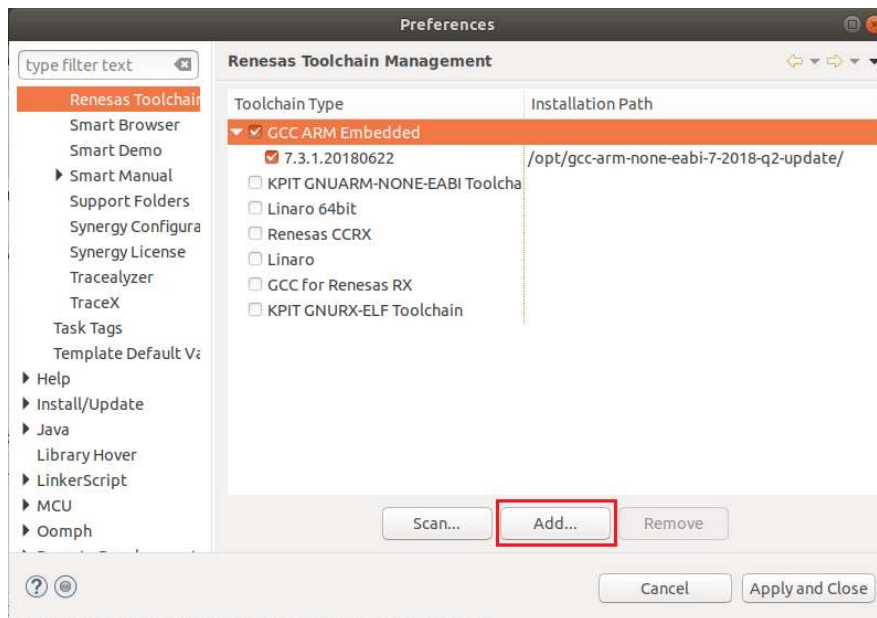 Preferences
type filter text
Renesas Toolchain Management
Renesas Toolchain
Smart Browser
Smart Demo
Smart Manual
Support Folders
Synergy Configura
Synergy License
Tracealyzer
TraceX
Task Tags
Template Default Va
Help
Install/Update
Java
Library Hover
LinkerScript
MCU
Oomph
Toolchain Type Installation Path
GCC ARM Embedded
7.3.1.20180622 /opt/gcc-arm-none-eabi-7-2018-q2-update/
KPIT GNUARM-NONE-EABI Toolcha
Linaro 64bit
Renesas CCRX
Linaro
GCC for Renesas RX
KPIT GNURX-ELF Toolchain
Scan... Add... Remove
Cancel Apply and Close